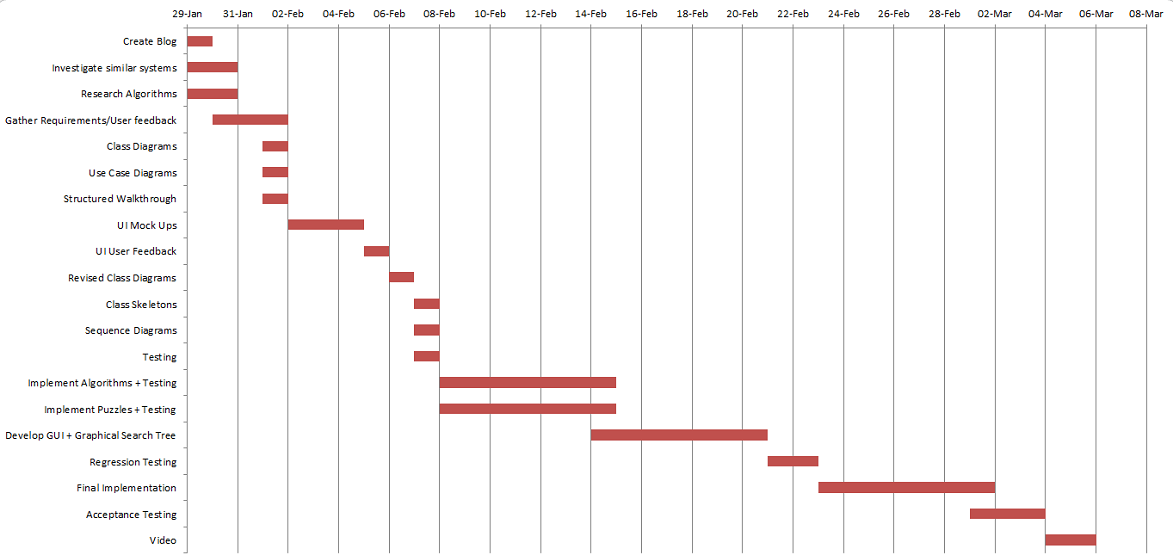 29-Jan 31-Jan 02-Feb 04-Feb 06-Feb 08-Feb 10-Feb 12-Feb 14-Feb 16-Feb 18-Feb 20-Feb 22-Feb 24-Feb 26-Feb 28-Feb 02-Mar 04-Mar 06-Mar 08-Mar
Create Blog
Investigate similar systems
Research Algorithms
Gather Requirements/User feedback
Class Diagrams
Use Case Diagrams
Structured Walkthrough
UI Mock Ups
UI User Feedback
Revised Class Diagrams
Class Skeletons
Sequence Diagrams
Testing
Implement Algorithms + Testing
Implement Puzzles + Testing
Develop GUI + Graphical Search Tree
Regression Testing
Final Implementation
Acceptance Testing
Video